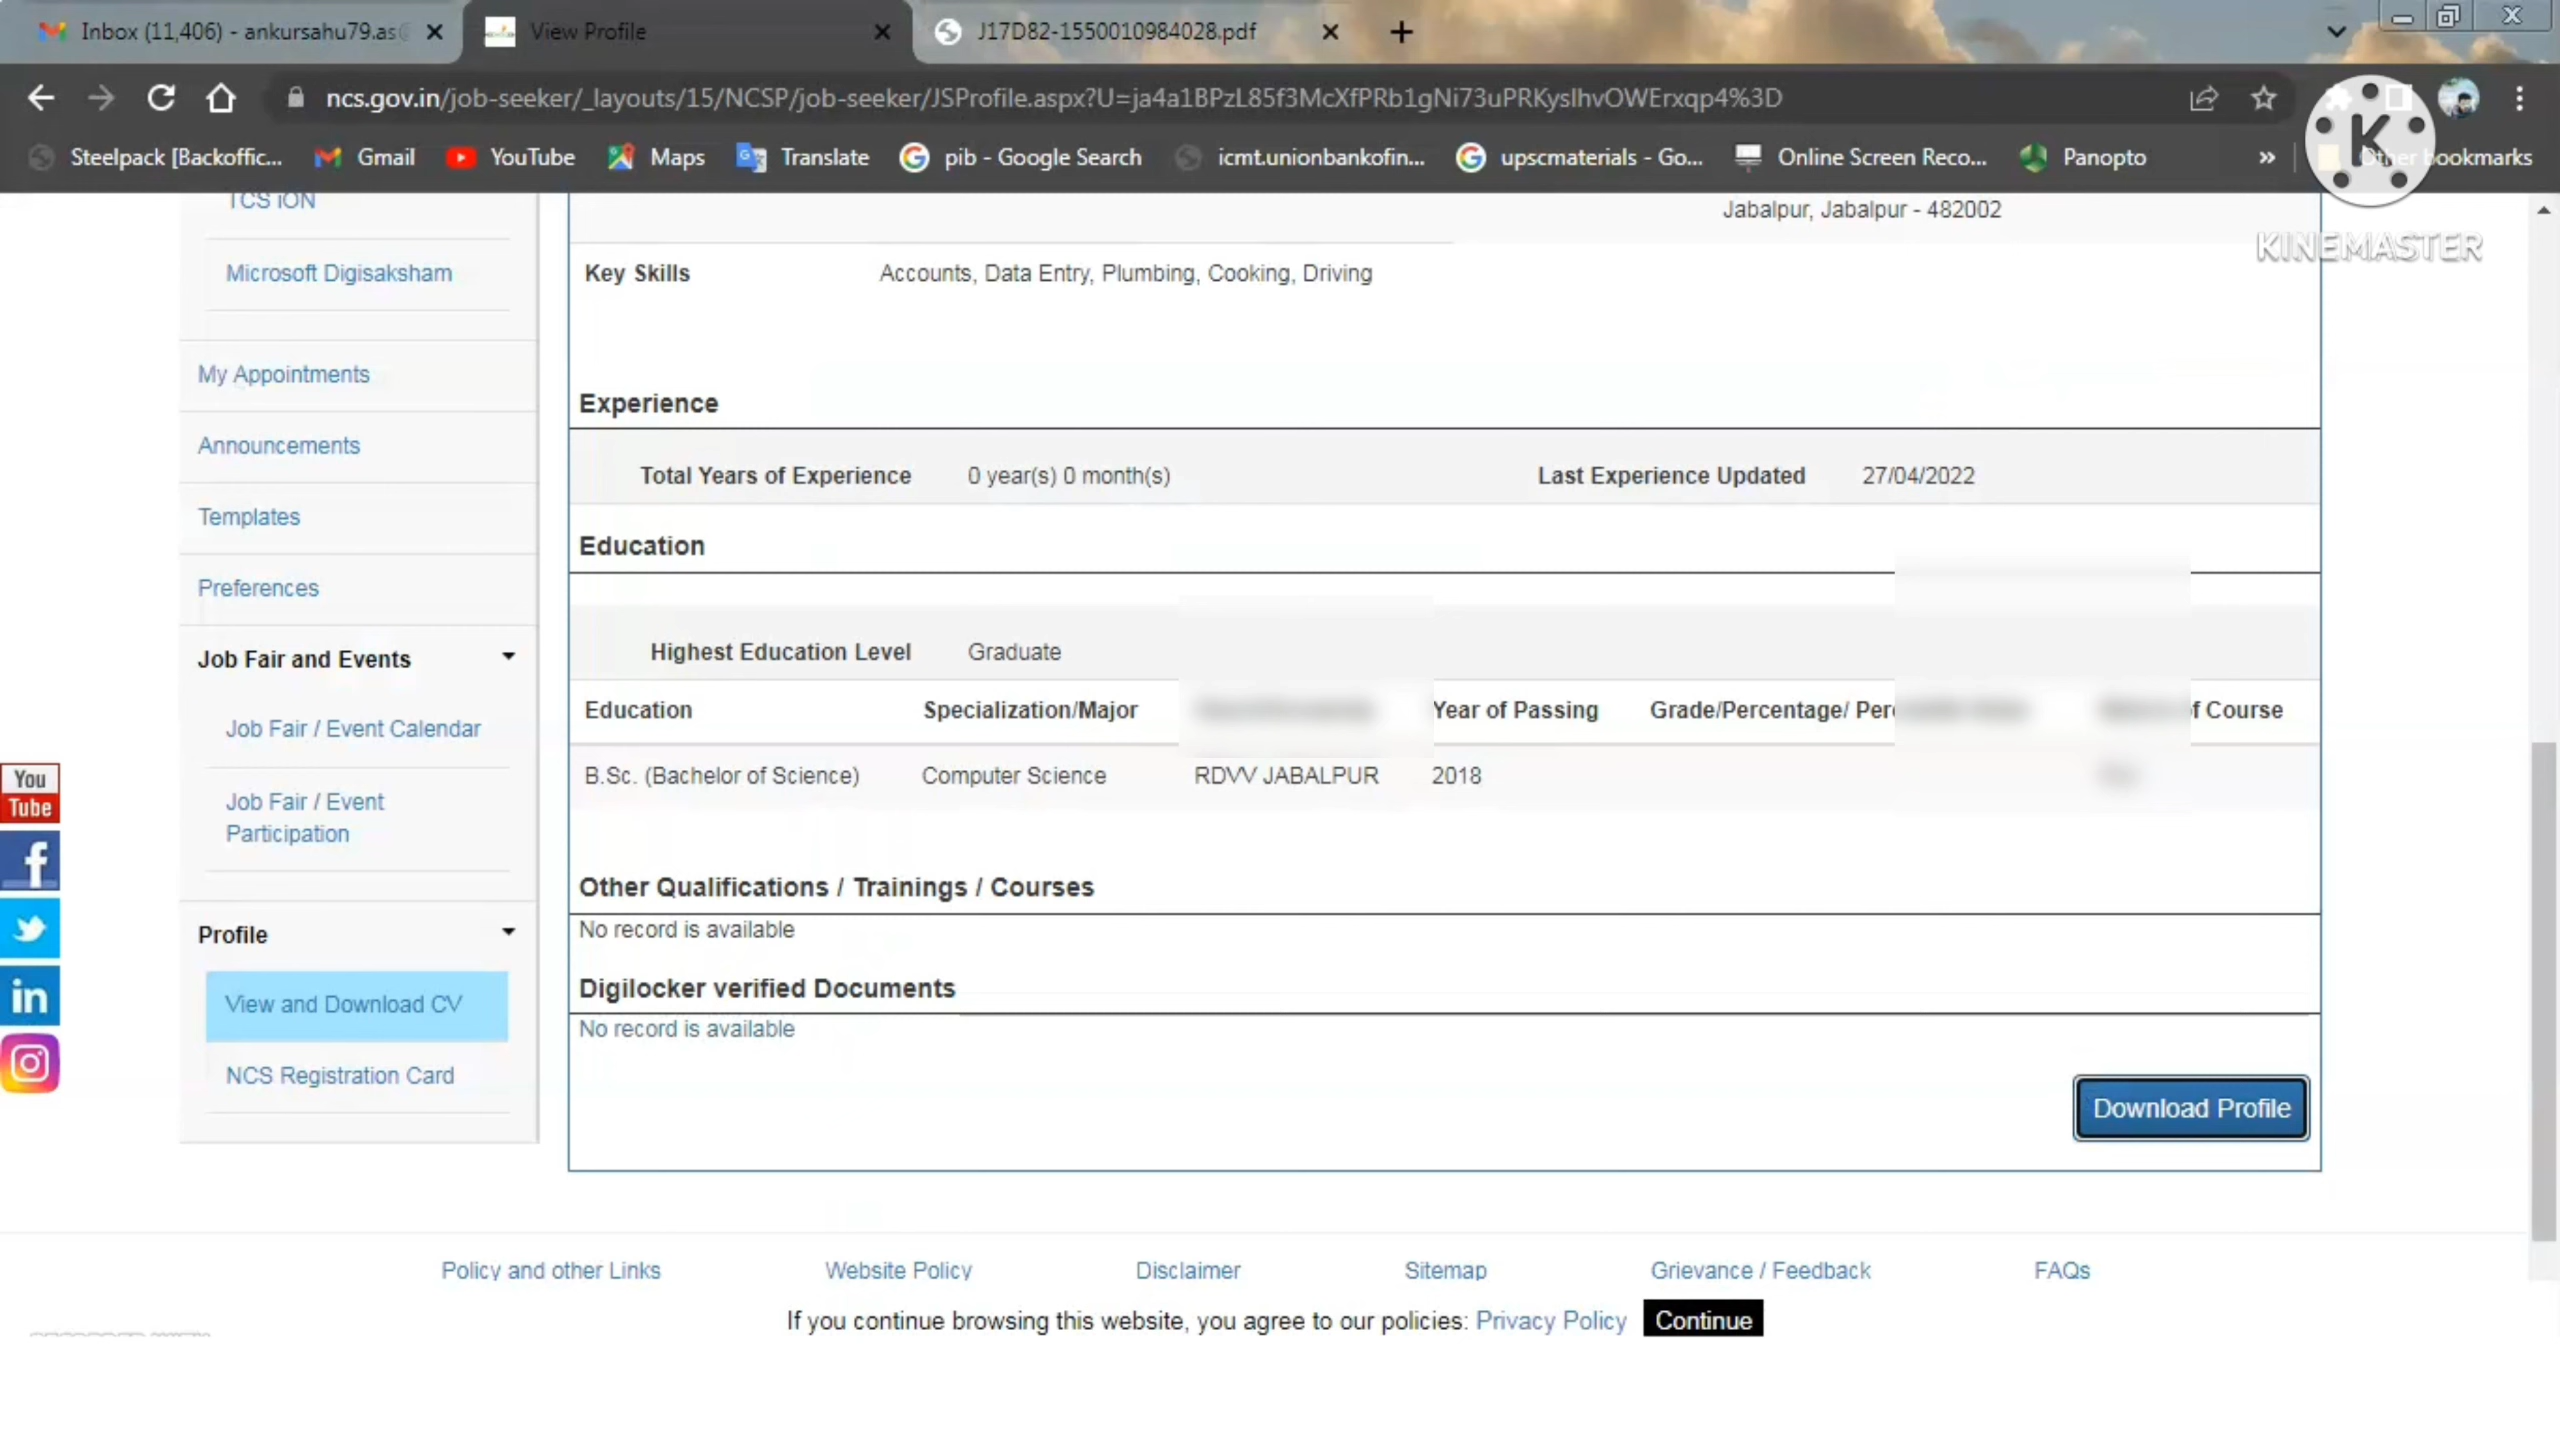 Inbox (11,406) - ankursahu79.as@
View Profile
J17D82-1550010984028.pdf
ncs.gov.in/job-seeker/_layouts/15/NCSP/job-seeker/JSProfile.aspx?U=ja4a1BPzL85f3McXfPRb1gNi73uPRKyslhvOWErxqp4%3D
Steelpack [Backoffic...
Gmail
YouTube
Maps
Translate
pib - Google Search
icmt.unionbankofin...
upscmaterials - Go...
Online Screen Reco...
Panopto
»
Other bookmarks
K
KINEMASTER
TCS iON
Microsoft Digisaksham
My Appointments
Announcements
Templates
Preferences
Job Fair and Events
Job Fair / Event Calendar
Job Fair / Event
Participation
Profile
View and Download CV
NCS Registration Card
You
Tube
f
in
Jabalpur, Jabalpur - 482002
Key Skills Accounts, Data Entry, Plumbing, Cooking, Driving
Experience
Total Years of Experience 0 year(s) 0 month(s) Last Experience Updated 27/04/2022
Education
Highest Education Level Graduate
Education Specialization/Major Year of Passing Grade/Percentage/ of Course
B.Sc. (Bachelor of Science) Computer Science RDVV JABALPUR 2018
Other Qualifications / Trainings / Courses
No record is available
Digilocker verified Documents
No record is available
Download Profile
Policy and other Links Website Policy Disclaimer Sitemap Grievance / Feedback FAQs
If you continue browsing this website, you agree to our policies: Privacy Policy Continue